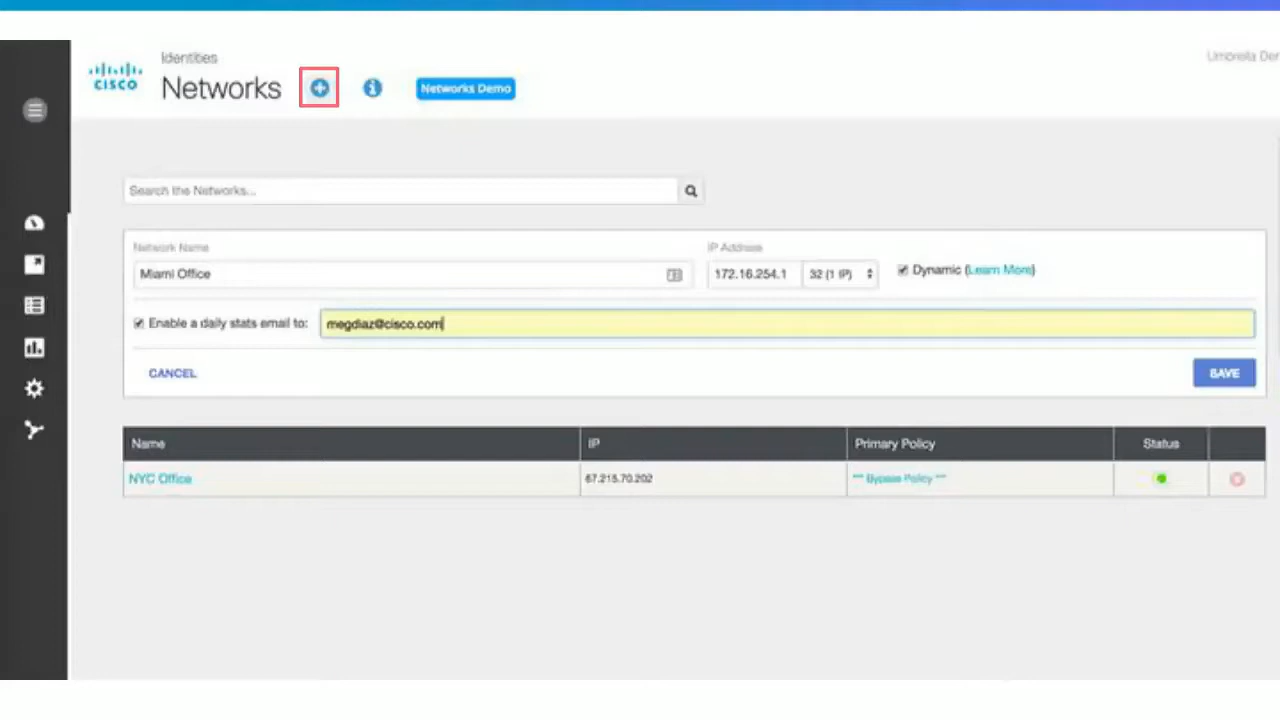 Identities
CISCO
Networks
Networks Demo
Umbrella De
Search the Networks...
Network Name
IP Address
Miami Office
172.16.254.1
32 (1 IP)
Dynamic (Learn More)
Enable a daily stats email to:
megdiaz@cisco.com
CANCEL
SAVE
Name
IP
Primary Policy
Status
NYC Office
67.215.70.202
*** Bypass Policy ***